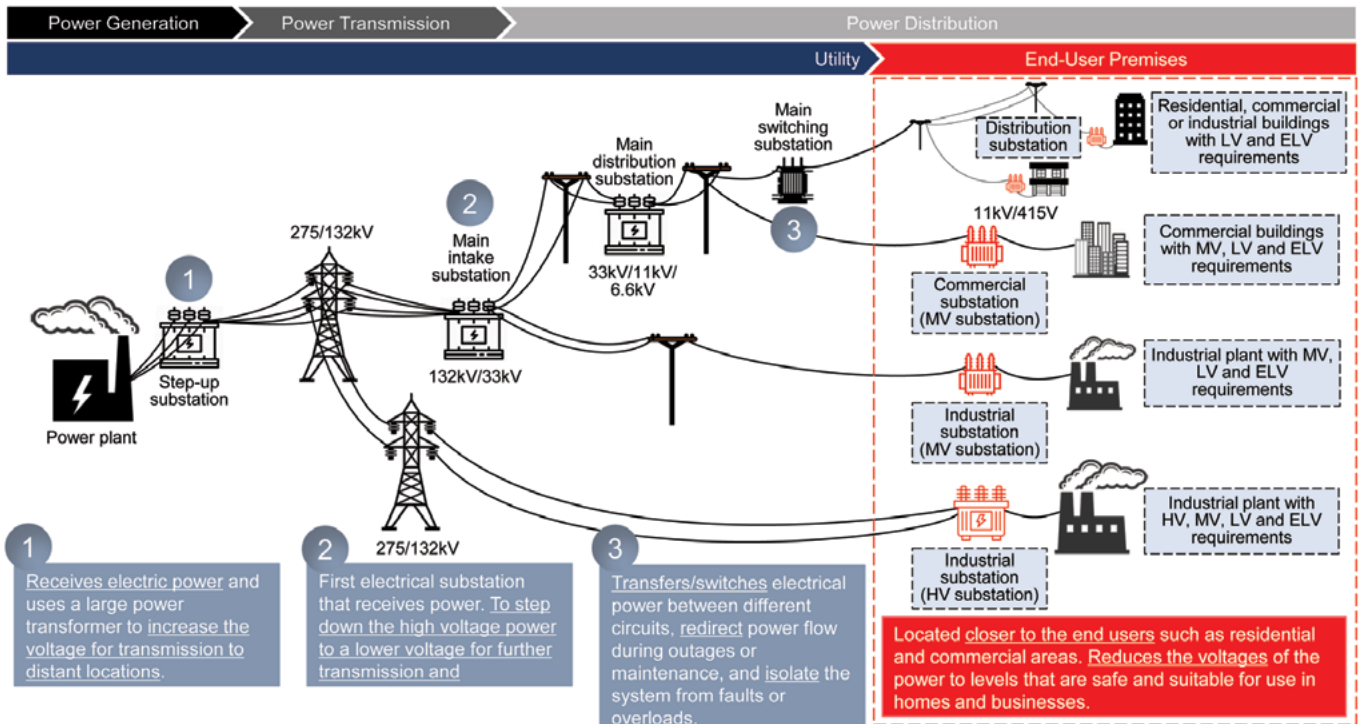 Power Generation
Power Transmission
Power Distribution
Utility
End-User Premises
1
Step-up
substation
Power plant
275/132kV
275/132kV
2
Main
intake
substation
132kV/33kV
Main
distribution
substation
33kV/11kV/
6.6kV
Main
switching
substation
3
Distribution
substation
11kV/415V
Residential, commercial
or industrial buildings
with LV and ELV
requirements
Commercial
substation
(MV substation)
Commercial buildings
with MV, LV and ELV
requirements
Industrial
substation
(MV substation)
Industrial plant with MV,
LV and ELV
requirements
Industrial
substation
(HV substation)
Industrial plant with
HV, MV, LV and ELV
requirements
1
Receives electric power and
uses a large power
transformer to increase the
voltage for transmission to
distant locations.
2
First electrical substation
that receives power. To step
down the high voltage power
to a lower voltage for further
transmission and
3
Transfers/switches electrical
power between different
circuits, redirect power flow
during outages or
maintenance, and isolate the
system from faults or
overloads.
Located closer to the end users such as residential
and commercial areas. Reduces the voltages of the
power to levels that are safe and suitable for use in
homes and businesses.